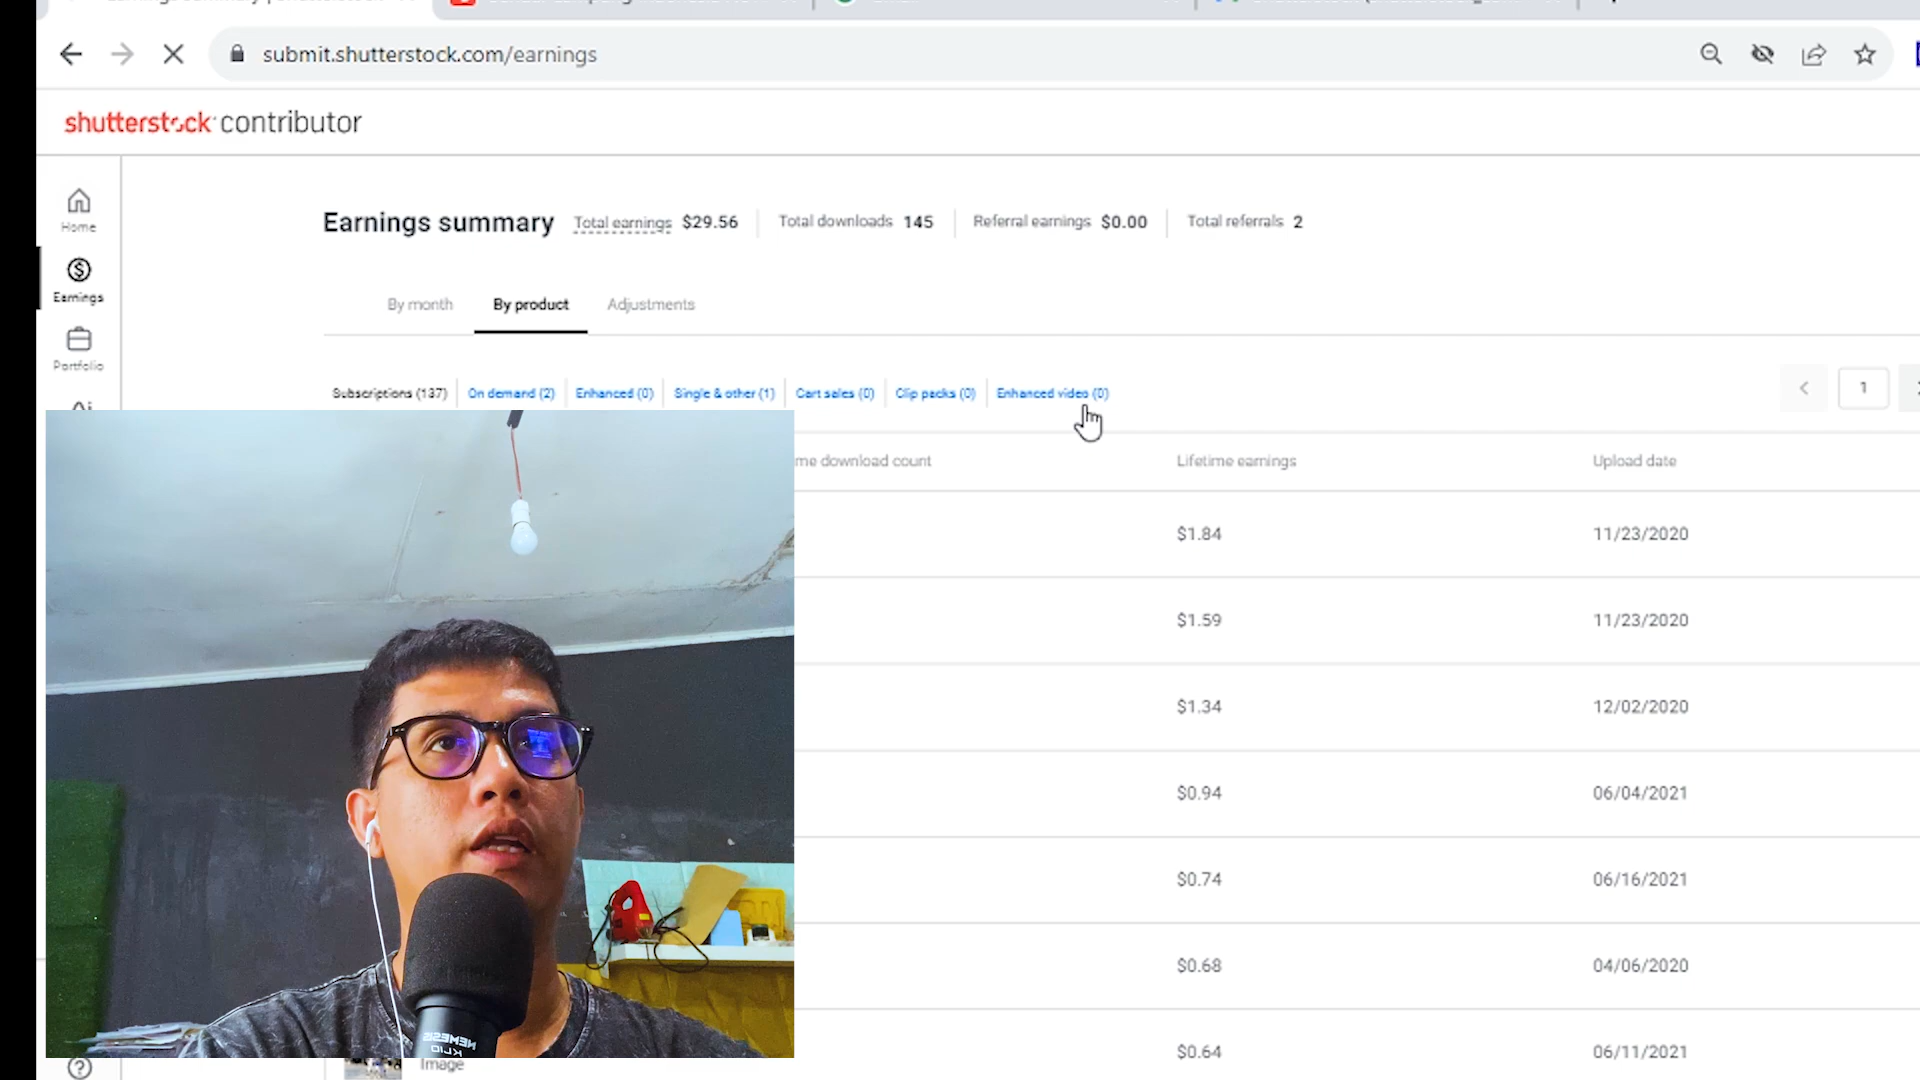 submit.shutterstock.com/earnings
shutterstock contributor
Home
Earnings
Portfolio
Earnings summary Total earnings $29.56 Total downloads 145 Referral earnings $0.00 Total referrals 2
By month By product Adjustments
Subscriptions (137) On demand (2) Enhanced (0) Single & other (1) Cart sales (0) Clip packs (0) Enhanced video (0)
1
me download count Lifetime earnings Upload date
$1.84 11/23/2020
$1.59 11/23/2020
$1.34 12/02/2020
$0.94 06/04/2021
$0.74 06/16/2021
$0.68 04/06/2020
$0.64 06/11/2021
NEMESIS
KLIO
Image